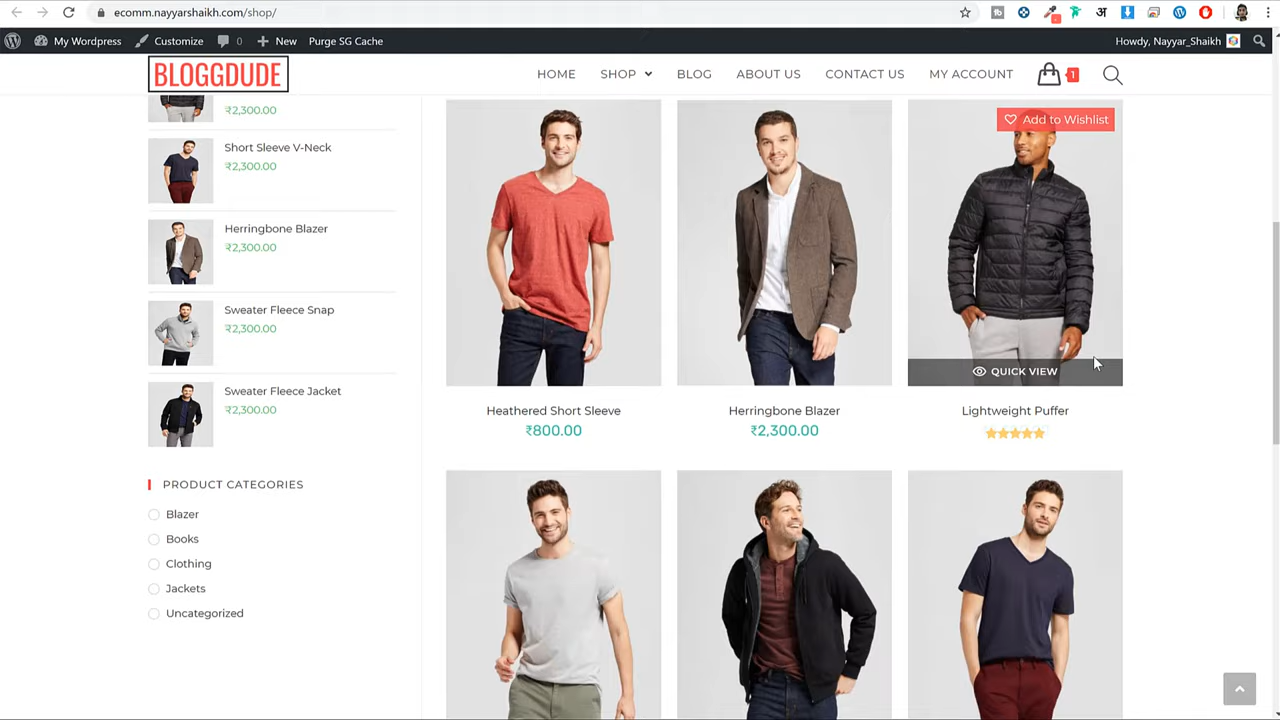 ecomm.nayyarshaikh.com/shop/
अ
My Wordpress
Customize
0
New
Purge SG Cache
Howdy, Nayyar_Shaikh
BLOGGDUDE
HOME
SHOP
BLOG
ABOUT US
CONTACT US
MY ACCOUNT
1
₹2,300.00
Short Sleeve V-Neck
₹2,300.00
Herringbone Blazer
₹2,300.00
Sweater Fleece Snap
₹2,300.00
Sweater Fleece Jacket
₹2,300.00
PRODUCT CATEGORIES
Blazer
Books
Clothing
Jackets
Uncategorized
Add to Wishlist
QUICK VIEW
Heathered Short Sleeve
₹800.00
Herringbone Blazer
₹2,300.00
Lightweight Puffer